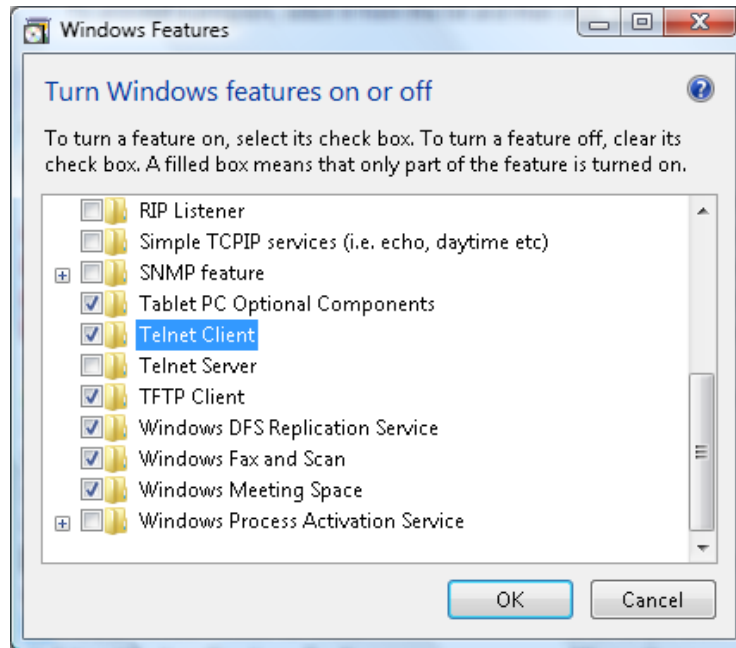 Windows Features
Turn Windows features on or off
To turn a feature on, select its check box. To turn a feature off, clear its
check box. A filled box means that only part of the feature is turned on.
RIP Listener
Simple TCPIP services (i.e. echo, daytime etc)
SNMP feature
Tablet PC Optional Components
Telnet Client
Telnet Server
TFTP Client
Windows DFS Replication Service
Windows Fax and Scan
Windows Meeting Space
Windows Process Activation Service
OK Cancel